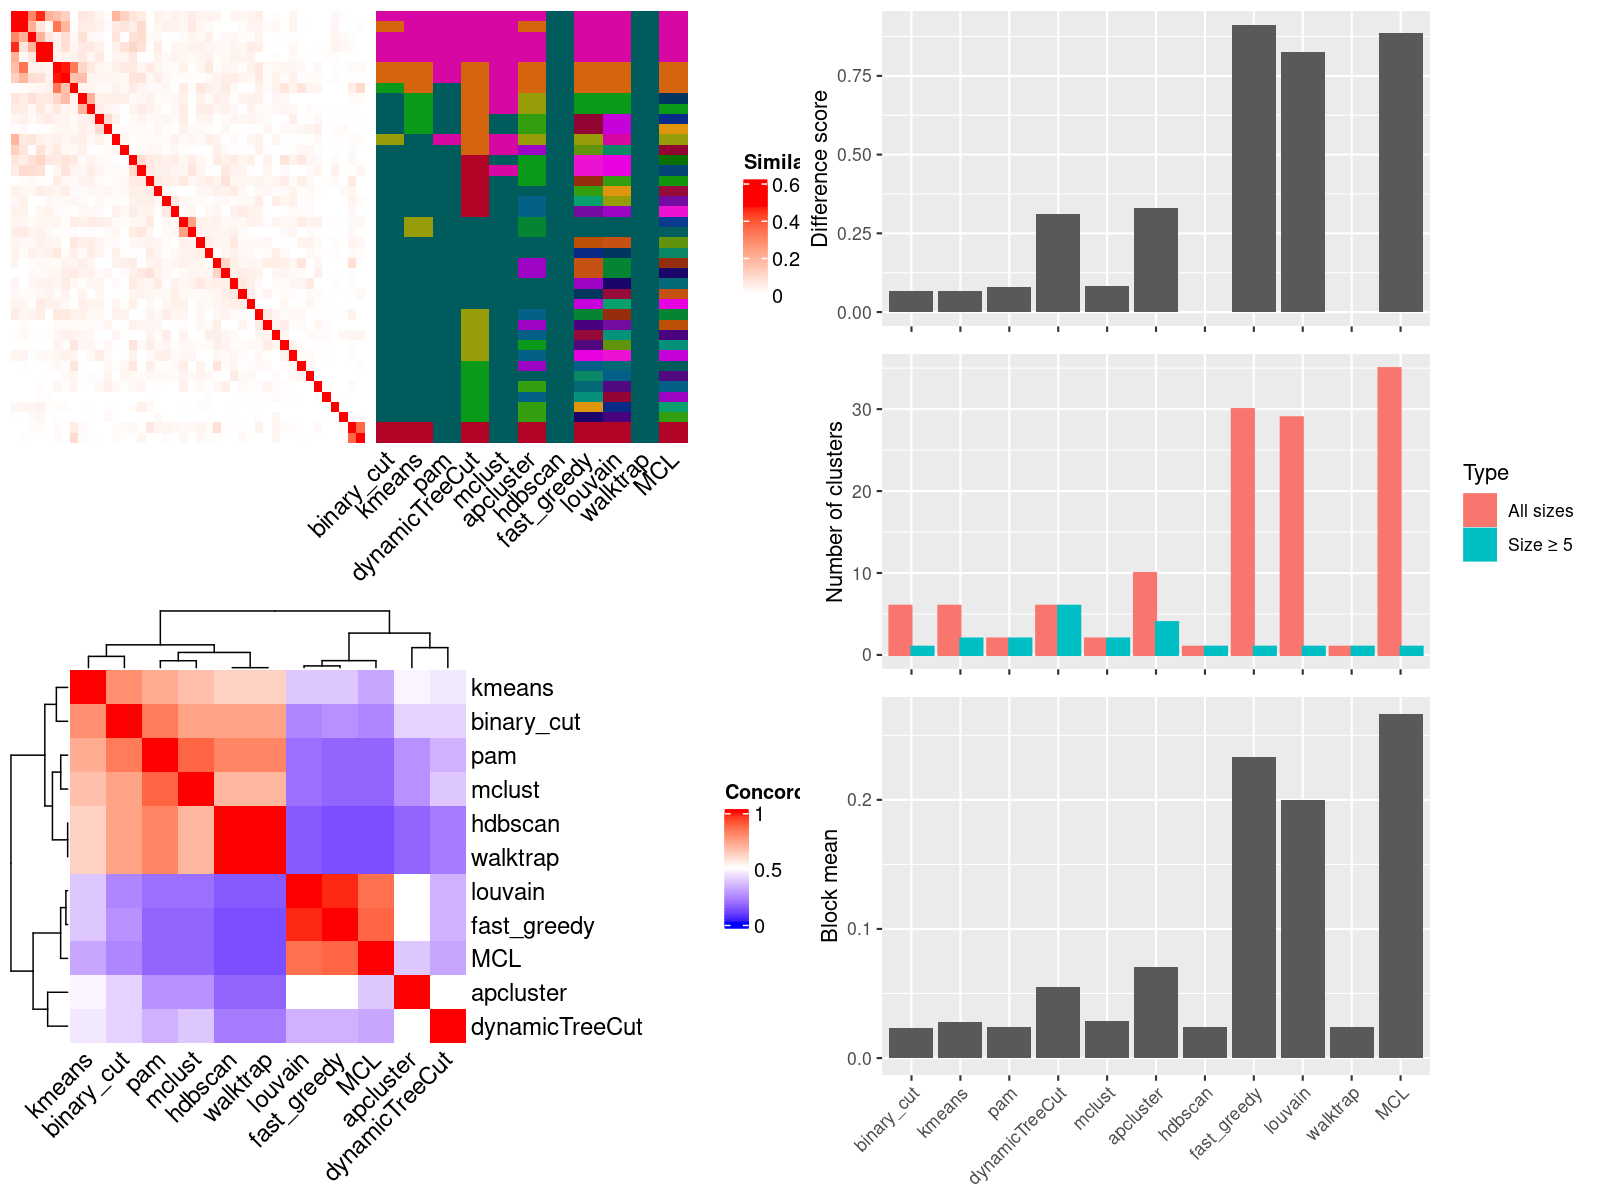 Simila
0.6
0.4
0.2
0
binary_cut
kmeans
pam
dynamicTreeCut
mclust
apcluster
hdbscan
fast_greedy
louvain
walktrap
MCL
Difference score
0.75
0.50
0.25
0.00
Number of clusters
30
20
10
0
Type
All sizes
Size ≥ 5
kmeans
binary_cut
pam
mclust
hdbscan
walktrap
louvain
fast_greedy
MCL
apcluster
dynamicTreeCut
kmeans
binary_cut
pam
mclust
hdbscan
walktrap
louvain
fast_greedy
MCL
apcluster
dynamicTreeCut
Concord
1
0.5
0
Block mean
0.2
0.1
0.0
binary_cut
kmeans
pam
dynamicTreeCut
mclust
apcluster
hdbscan
fast_greedy
louvain
walktrap
MCL